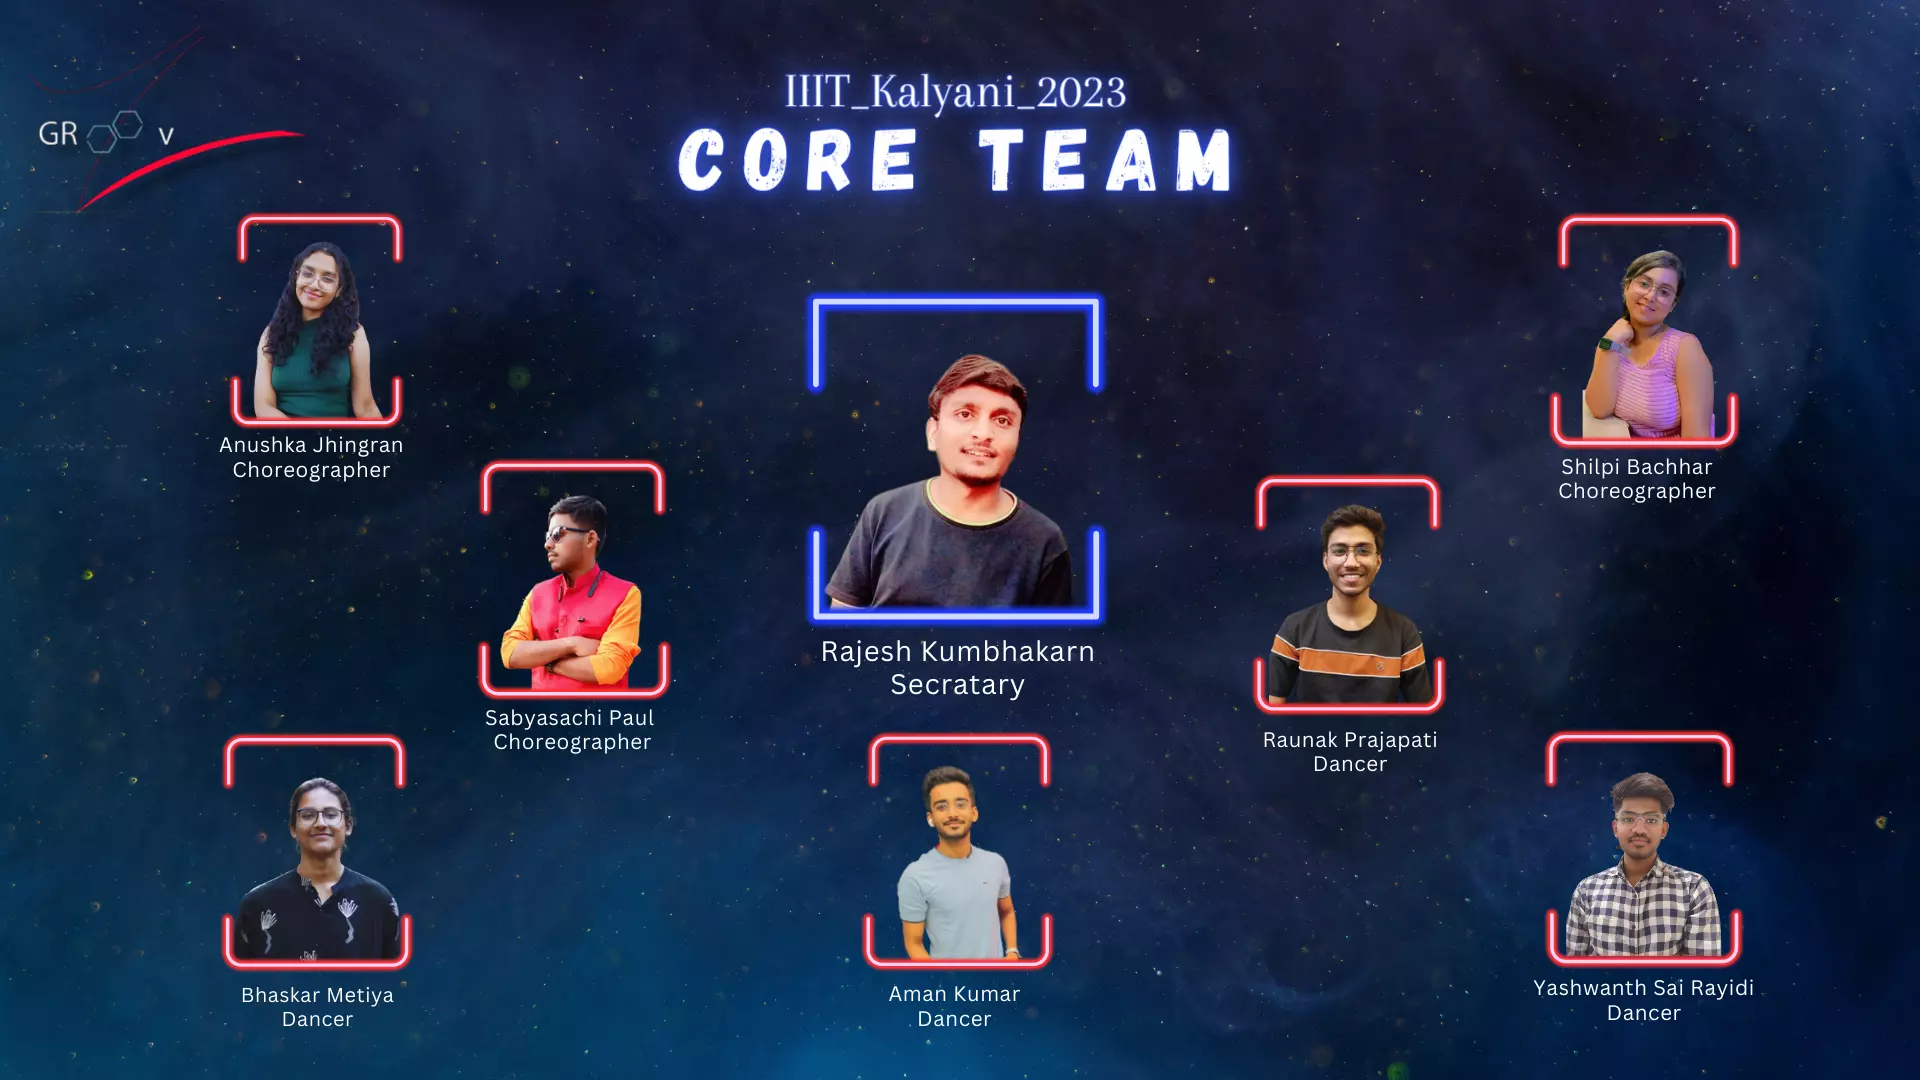 GR V
IIIT_Kalyani_2023
CORE TEAM
Anushka Jhingran
Choreographer
Shilpi Bachhar
Choreographer
Sabyasachi Paul
Choreographer
Rajesh Kumbhakarn
Secratary
Raunak Prajapati
Dancer
Bhaskar Metiya
Dancer
Aman Kumar
Dancer
Yashwanth Sai Rayidi
Dancer